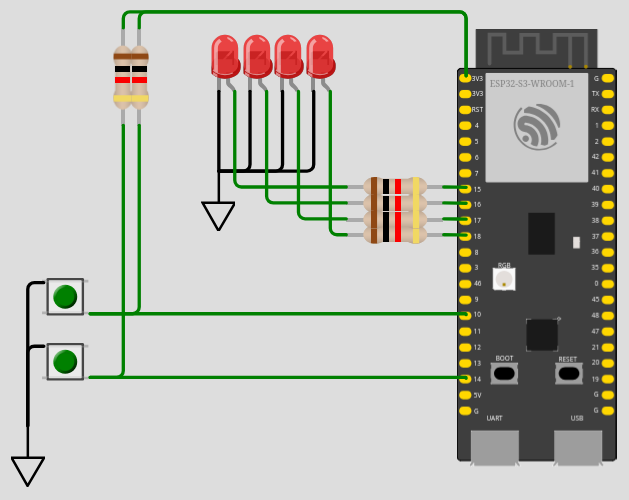 ESP32-S3-WROOM-1
3V3 G
3V3 TX
RST RX
4 1
5 2
6 42
7 41
15 40
16 39
17 38
18 37
8 36
3 35
46 0
9 45
10 48
11 47
12 21
13 20
14 19
5V G
G G
RGB
BOOT RESET
UART USB